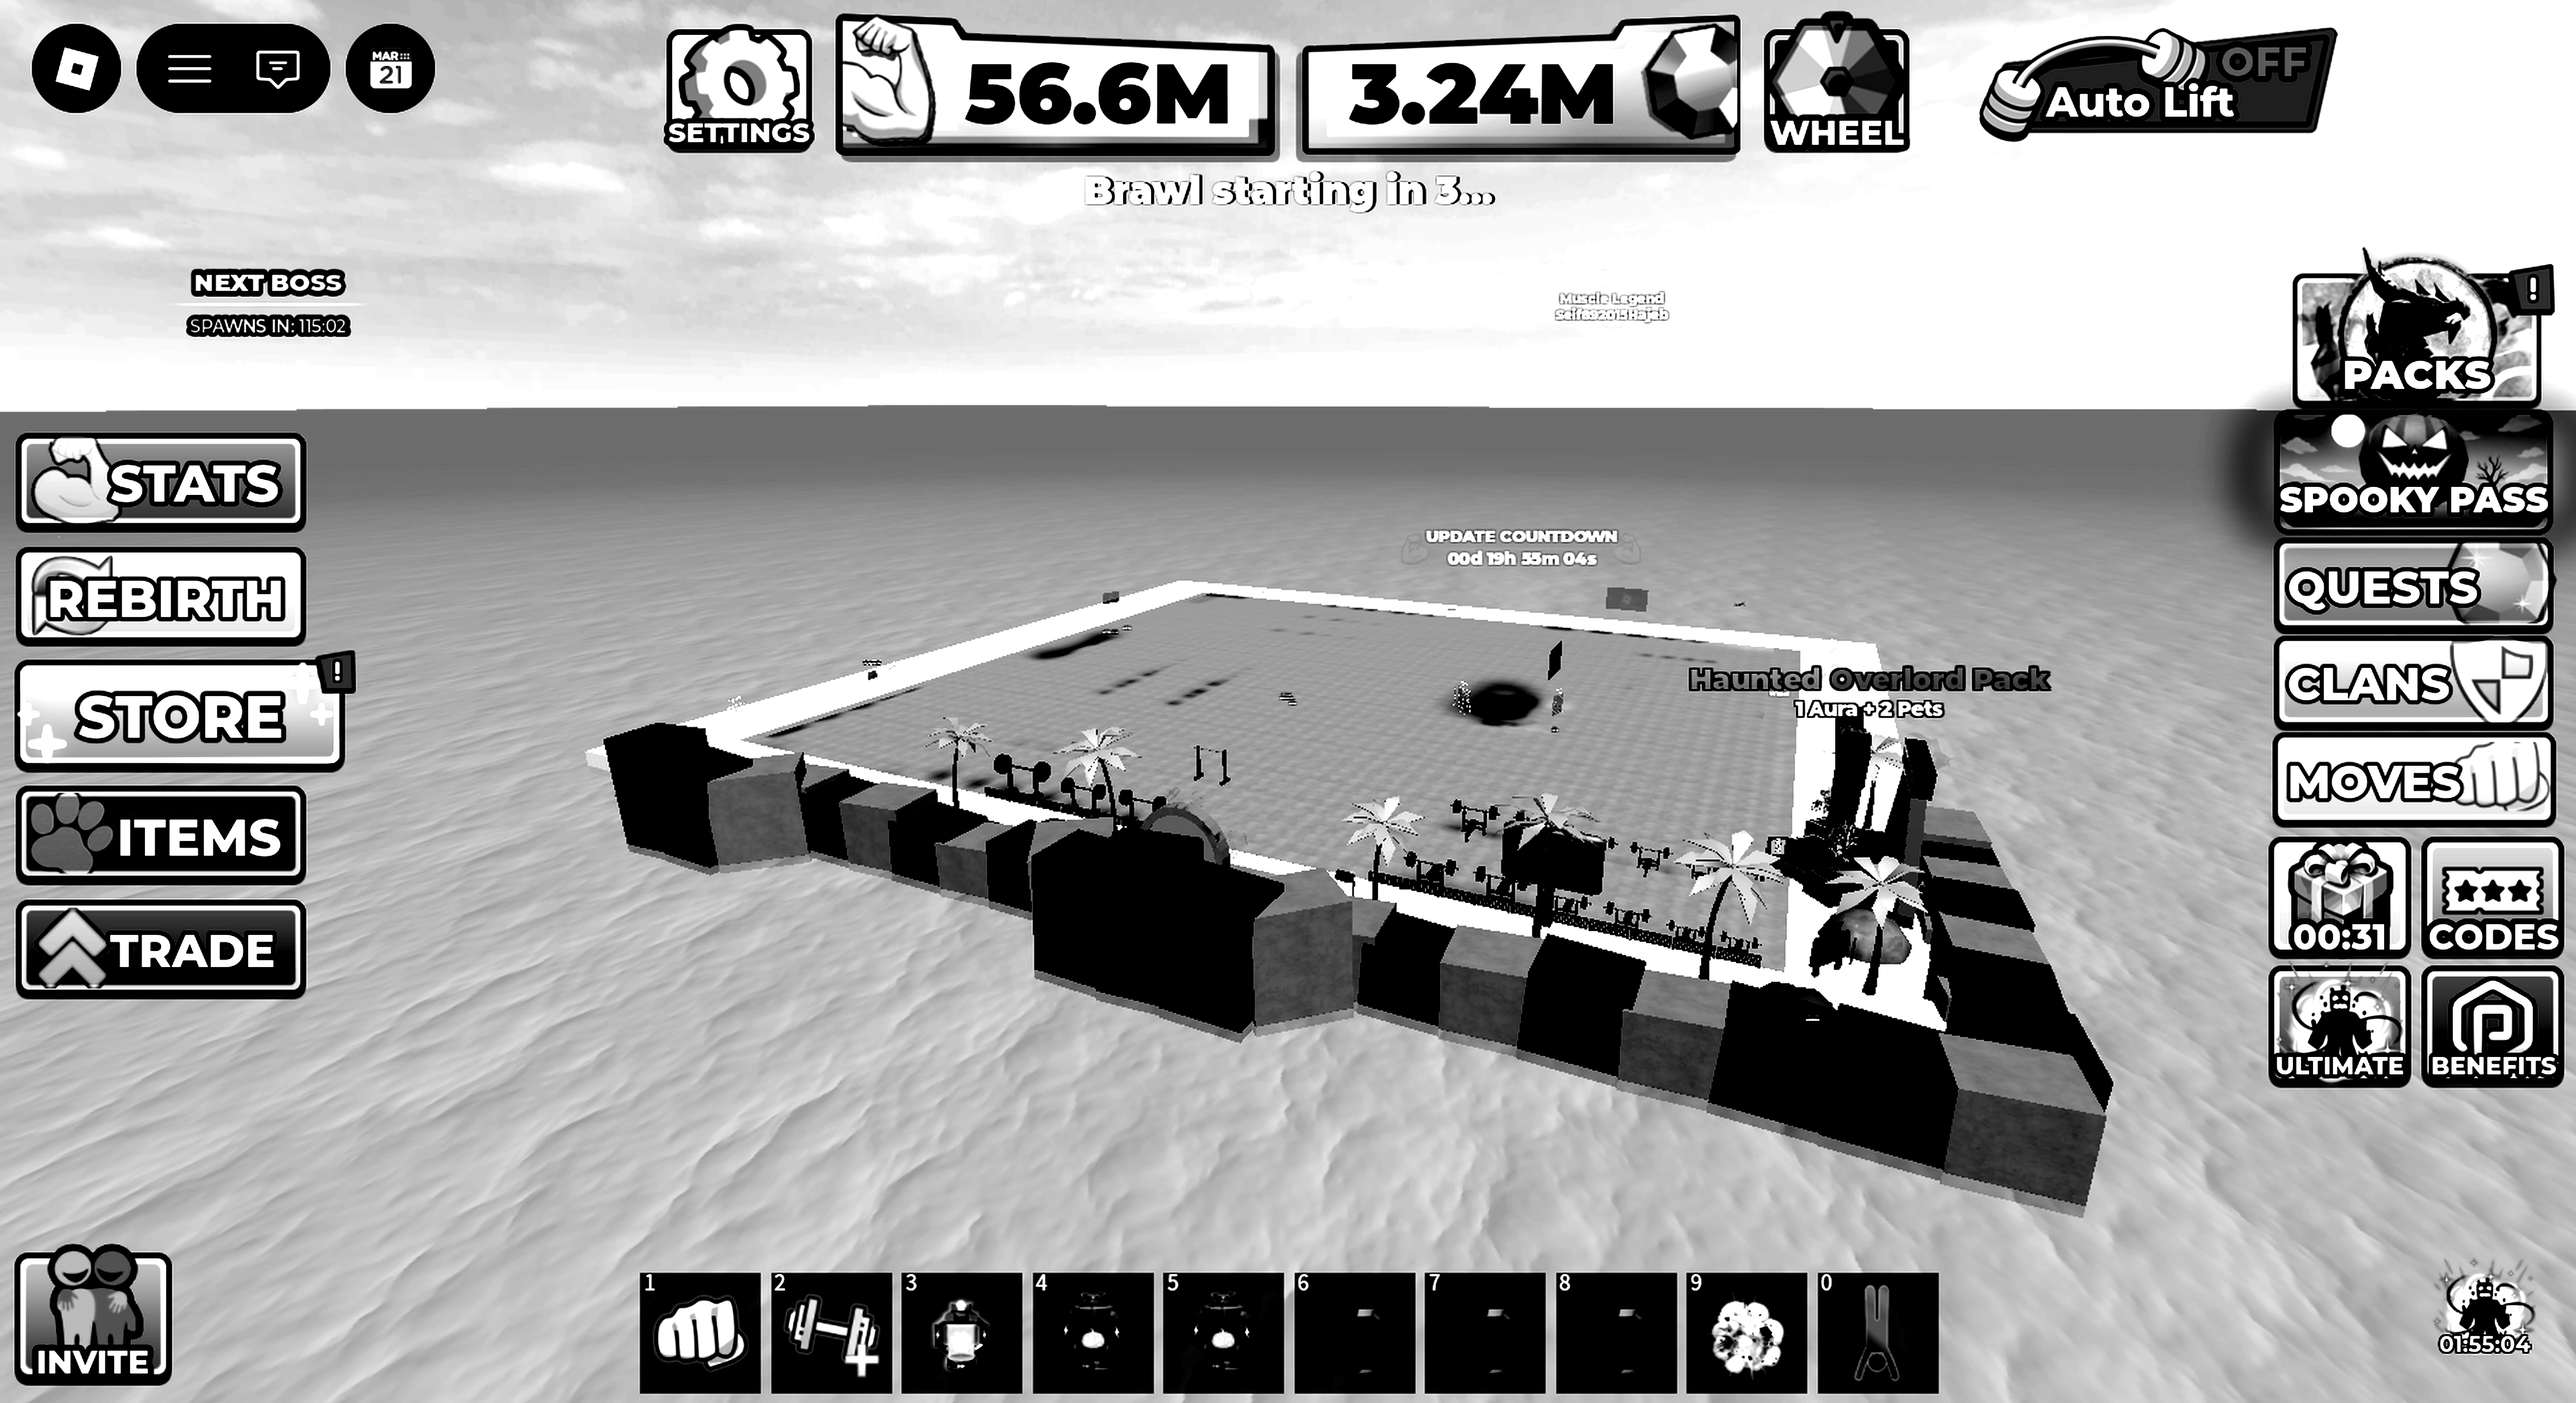 MAR
21
SETTINGS
56.6M
3.24M
WHEEL
OFF
Auto Lift
Brawl starting in 3...
NEXT BOSS
SPAWNS IN: 115:02
Muscle Legend
PACKS
!
SPOOKY PASS
STATS
REBIRTH
STORE
!
ITEMS
TRADE
UPDATE COUNTDOWN
00d 19h 55m 04s
Haunted Overlord Pack
1 Aura + 2 Pets
QUESTS
CLANS
MOVES
00:31
CODES
ULTIMATE
BENEFITS
INVITE
1
2
3
4
5
6
7
8
9
0
01:55:04